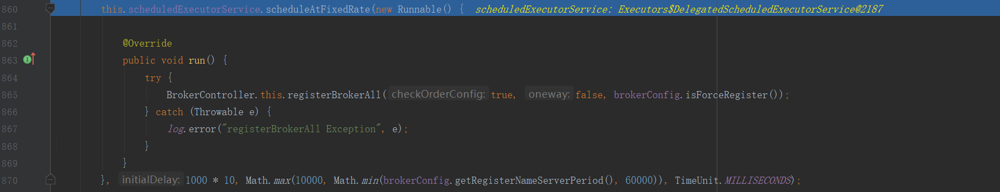 860 this.scheduledExecutorService.scheduleAtFixedRate(new Runnable() { scheduledExecutorService: Executors$DelegatedScheduledExecutorService@2187
861
862 @Override
863 public void run() {
864 try {
865 BrokerController.this.registerBrokerAll( checkOrderConfig: true, oneway: false, brokerConfig.isForceRegister());
866 } catch (Throwable e) {
867 log.error("registerBrokerAll Exception", e);
868 }
869 }
870 }, initialDelay: 1000 * 10, Math.max(10000, Math.min(brokerConfig.getRegisterNameServerPeriod(), 60000)), TimeUnit.MILLISECONDS);